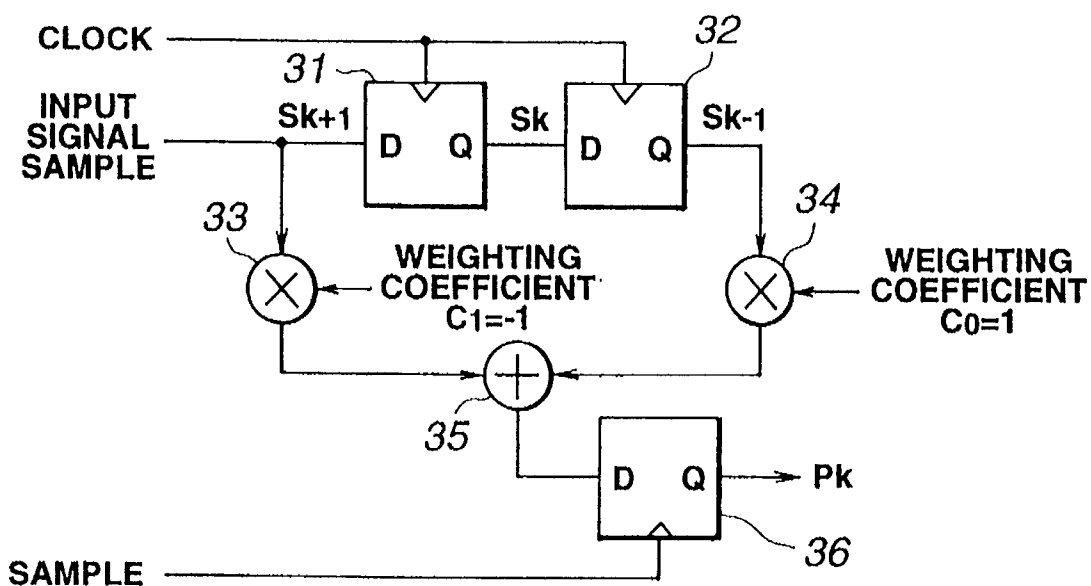 CLOCK
31
32
INPUT
SIGNAL
SAMPLE
Sk+1
D Q
Sk
D Q
Sk-1
33
34
WEIGHTING
COEFFICIENT
C1=-1
WEIGHTING
COEFFICIENT
C0=1
35
D Q
Pk
36
SAMPLE